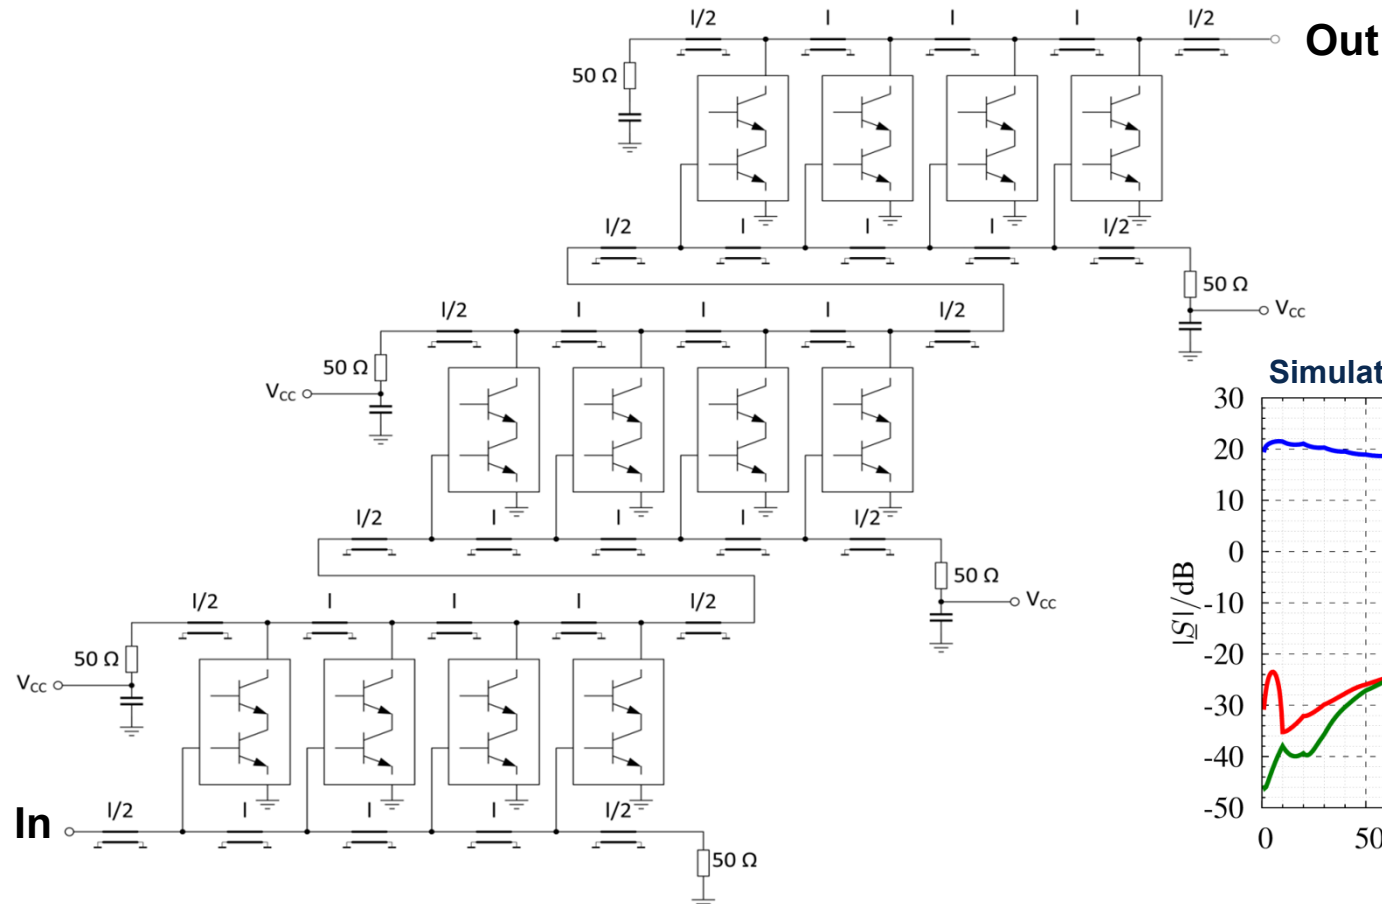 l/2 l l l l/2
Out
50 Ω
l/2 l l l l/2
50 Ω
VCC
l/2 l l l l/2
50 Ω
VCC
l/2 l l l l/2
50 Ω
VCC
l/2 l l l l/2
50 Ω
VCC
l/2 l l l l/2
In
50 Ω
Simulat
|S|/dB
30
20
10
0
-10
-20
-30
-40
-50
0 50